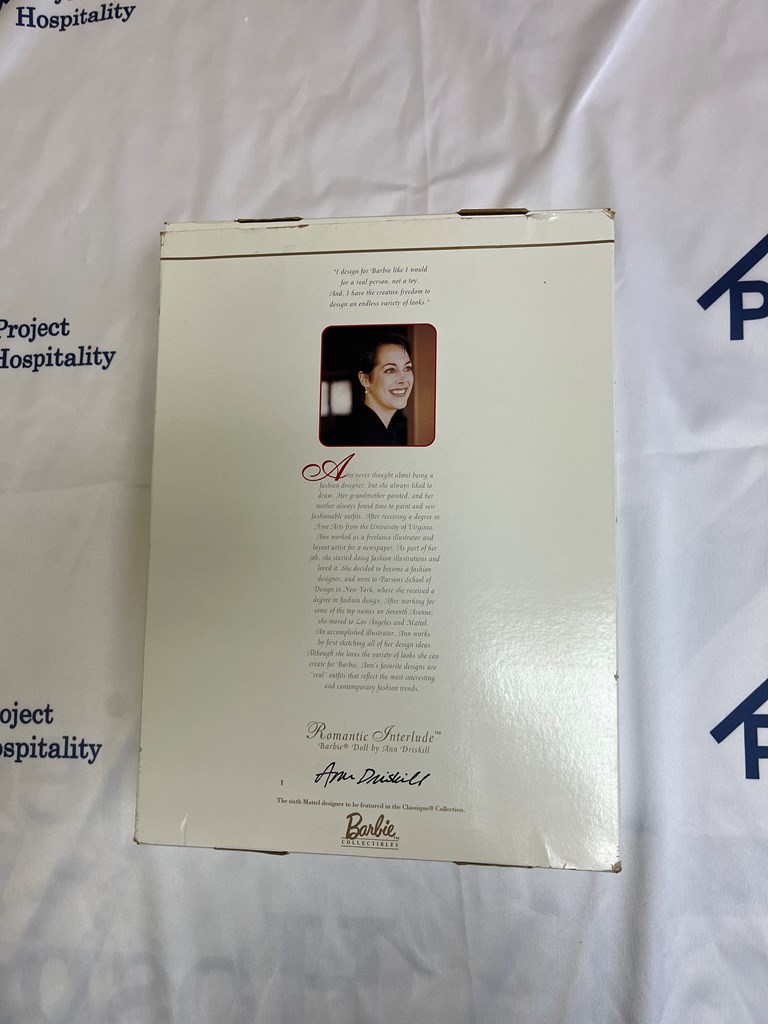 Hospitality
Project
Hospitality
oject
ospitality
P
P
"I design for Barbie like I would
for a real person, not a toy.
And, I have the creative freedom to
design an endless variety of looks."
Ann never thought about being a
fashion designer, but she always liked to
draw. Her grandmother painted, and her
mother always found time to paint and sew
fashionable outfits. After receiving a degree in
Fine Arts from the University of Virginia,
Ann worked as a freelance illustrator and
layout artist for a newspaper. As part of her
job, she started doing fashion illustrations and
loved it. She decided to become a fashion
designer, and went to Parsons School of
Design in New York, where she received a
degree in fashion design. After working for
some of the top names on Seventh Avenue,
she moved to Los Angeles and Mattel.
An accomplished illustrator, Ann works
by first sketching all of her design ideas.
Although she loves the variety of looks she can
create for Barbie, Ann's favorite designs are
"real" outfits that reflect the most interesting
and contemporary fashion trends.
Romantic Interlude™
Barbie® Doll by Ann Driskill
Ann Driskill
1
The sixth Mattel designer to be featured in the Classique® Collection.
Barbie™
COLLECTIBLES